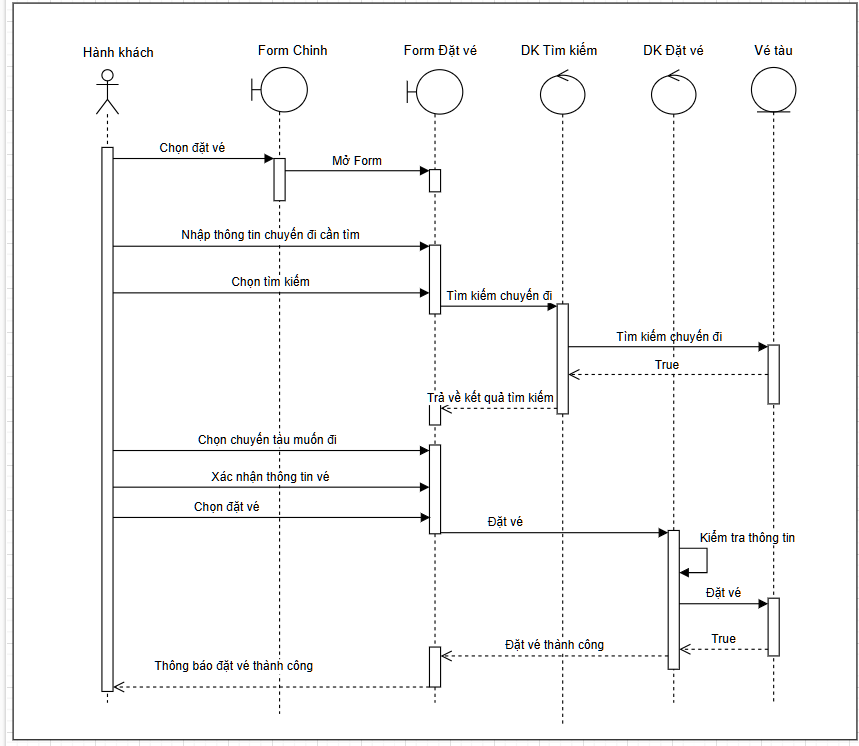 Hành khách
Form Chính
Form Đặt vé
DK Tìm kiếm
DK Đặt vé
Vé tàu
Chọn đặt vé
Mở Form
Nhập thông tin chuyến đi cần tìm
Chọn tìm kiếm
Tìm kiếm chuyến đi
Tìm kiếm chuyến đi
True
Trả về kết quả tìm kiếm
Chọn chuyến tàu muốn đi
Xác nhận thông tin vé
Chọn đặt vé
Đặt vé
Kiểm tra thông tin
Đặt vé
True
Đặt vé thành công
Thông báo đặt vé thành công